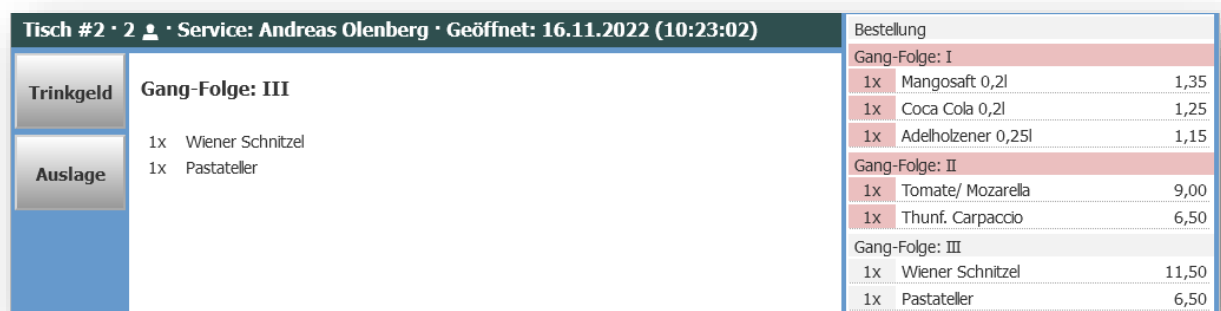 Tisch #2 · 2 · Service: Andreas Olenberg · Geöffnet: 16.11.2022 (10:23:02)
Trinkgeld
Auslage
Gang-Folge: III
1x Wiener Schnitzel
1x Pastateller
Bestellung
Gang-Folge: I
1x Mangosaft 0,2l 1,35
1x Coca Cola 0,2l 1,25
1x Adelholzener 0,25l 1,15
Gang-Folge: II
1x Tomate/ Mozarella 9,00
1x Thunf. Carpaccio 6,50
Gang-Folge: III
1x Wiener Schnitzel 11,50
1x Pastateller 6,50